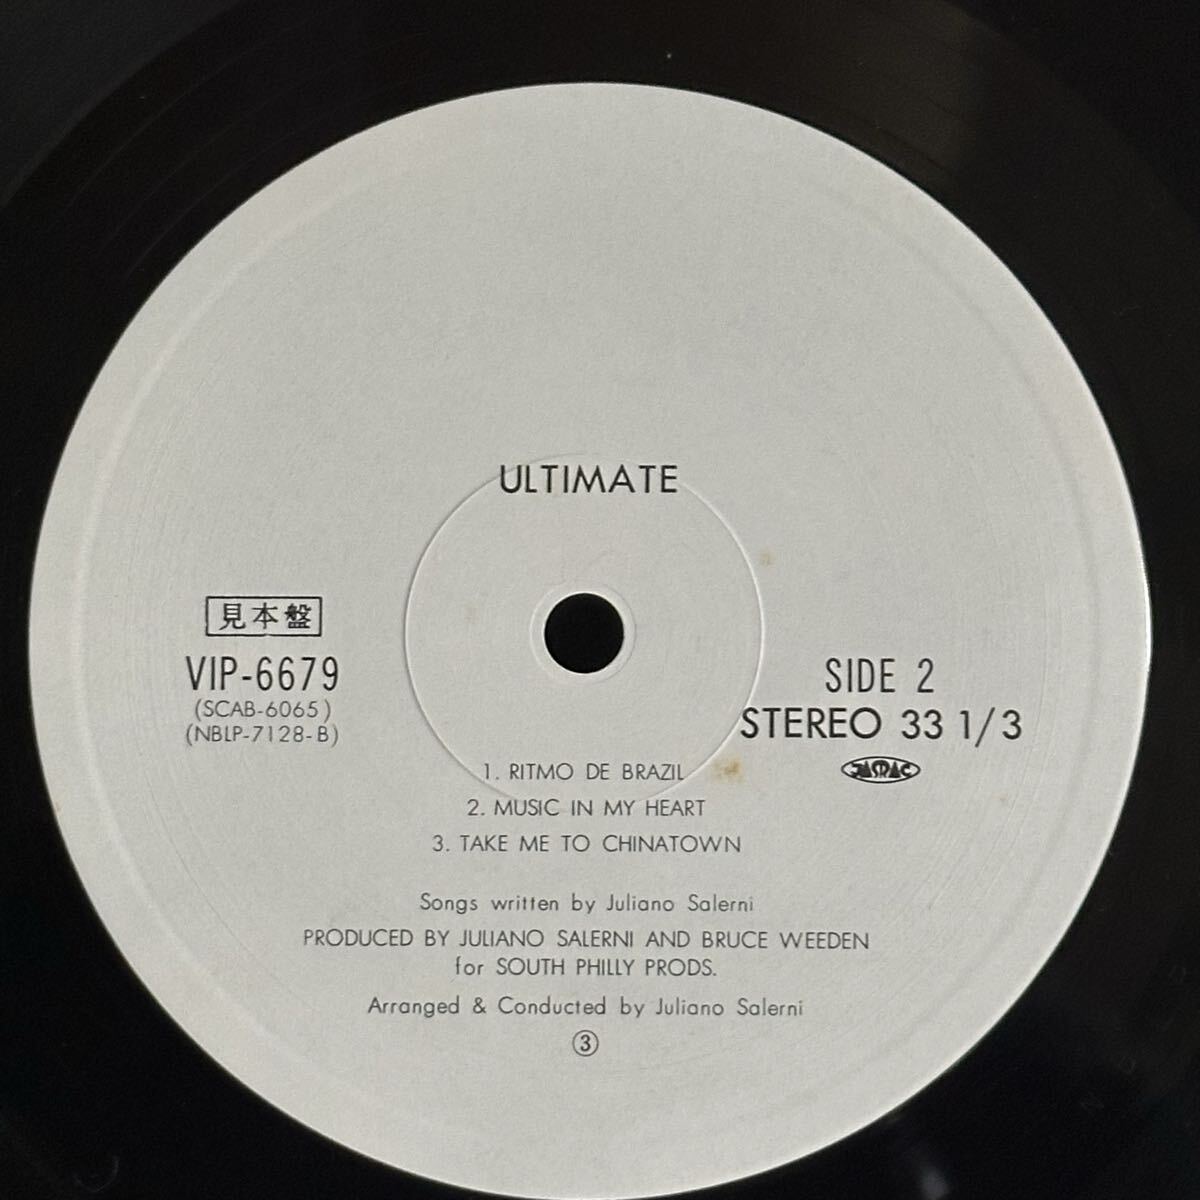 ULTIMATE
見本盤
VIP-6679
(SCAB-6065)
(NBLP-7128-B)
SIDE 2
STEREO 33 1/3
JASRAC
1. RITMO DE BRAZIL
2. MUSIC IN MY HEART
3. TAKE ME TO CHINATOWN
Songs written by Juliano Salerni
PRODUCED BY JULIANO SALERNI AND BRUCE WEEDEN
for SOUTH PHILLY PRODS.
Arranged & Conducted by Juliano Salerni
③